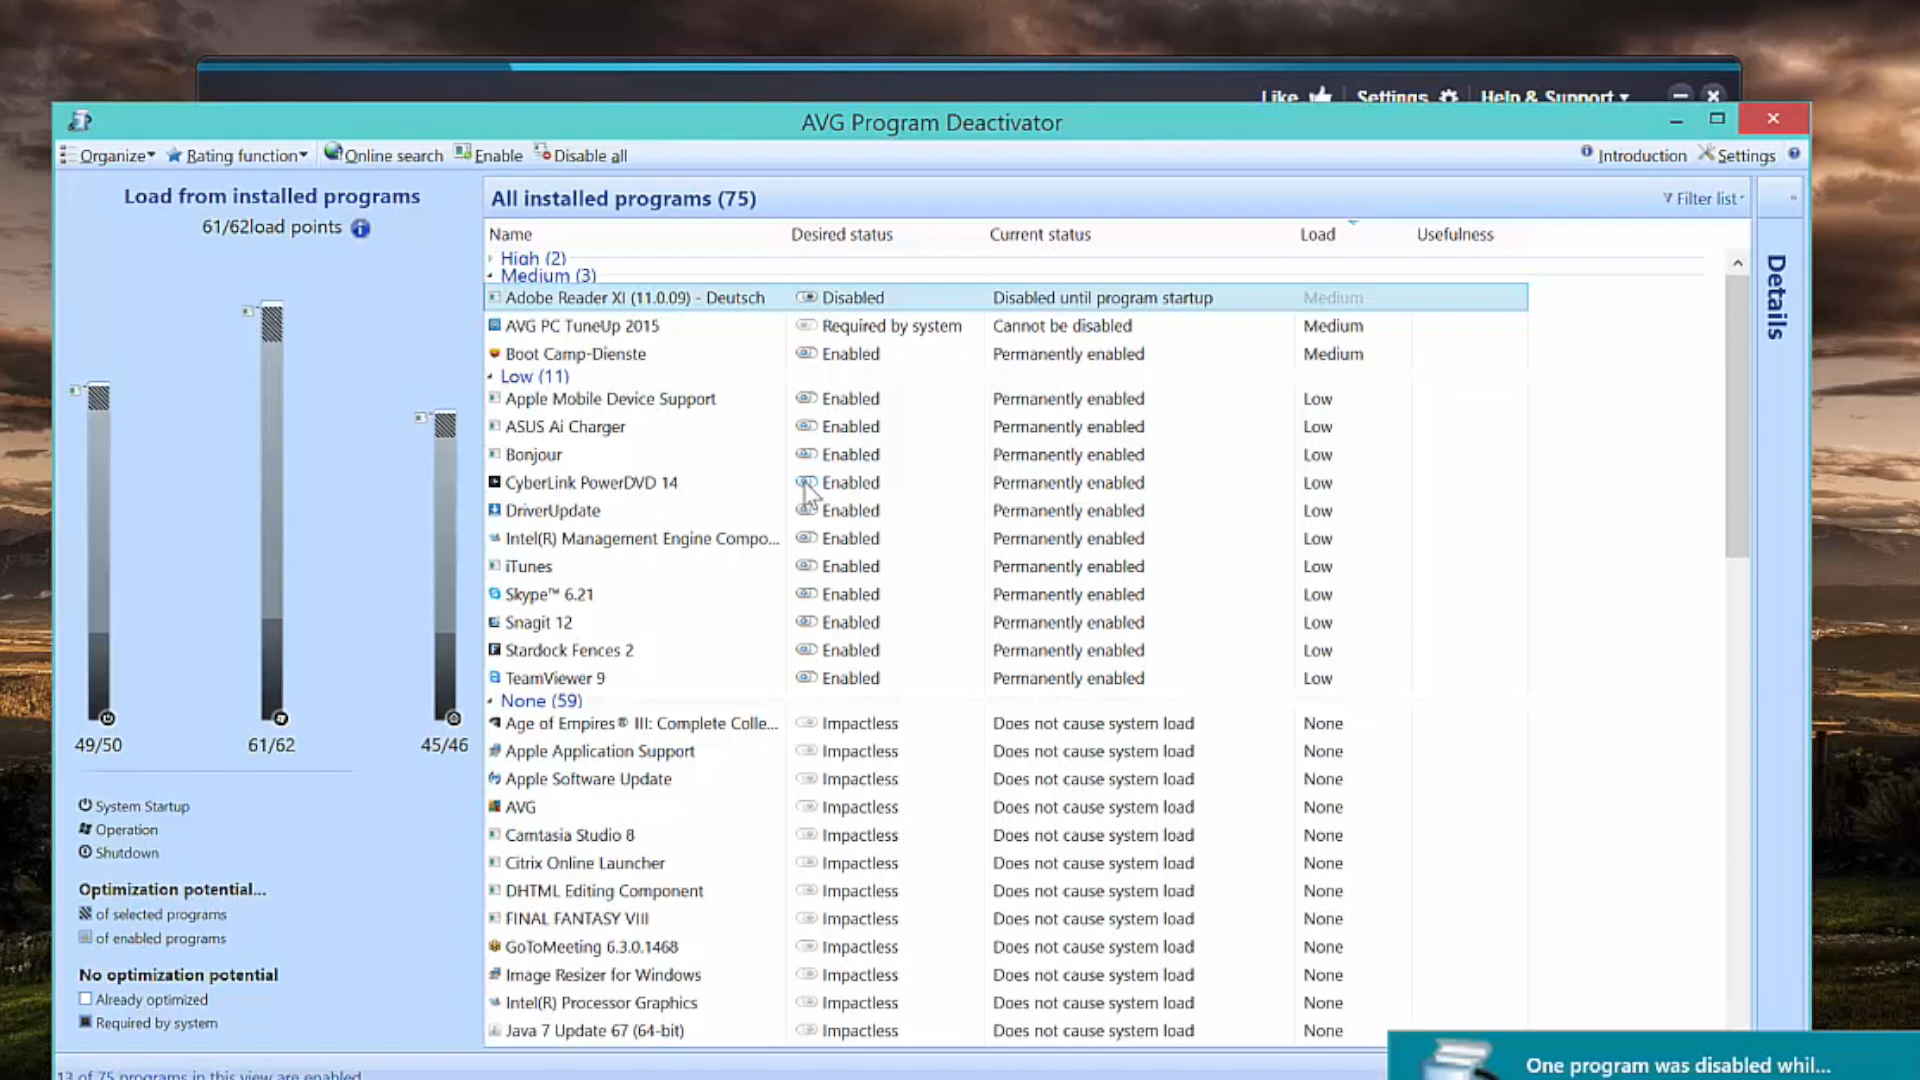 Like Settings Help & Support
AVG Program Deactivator
Organize Rating function Online search Enable Disable all Introduction Settings
Load from installed programs
61/62load points
49/50 61/62 45/46
System Startup
Operation
Shutdown
Optimization potential...
of selected programs
of enabled programs
No optimization potential
Already optimized
Required by system
All installed programs (75) Filter list
Name Desired status Current status Load Usefulness
High (2)
Medium (3)
Adobe Reader XI (11.0.09) - Deutsch Disabled Disabled until program startup Medium
AVG PC TuneUp 2015 Required by system Cannot be disabled Medium
Boot Camp-Dienste Enabled Permanently enabled Medium
Low (11)
Apple Mobile Device Support Enabled Permanently enabled Low
ASUS Ai Charger Enabled Permanently enabled Low
Bonjour Enabled Permanently enabled Low
CyberLink PowerDVD 14 Enabled Permanently enabled Low
DriverUpdate Enabled Permanently enabled Low
Intel(R) Management Engine Compo... Enabled Permanently enabled Low
iTunes Enabled Permanently enabled Low
Skype™ 6.21 Enabled Permanently enabled Low
Snagit 12 Enabled Permanently enabled Low
Stardock Fences 2 Enabled Permanently enabled Low
TeamViewer 9 Enabled Permanently enabled Low
None (59)
Age of Empires® III: Complete Colle... Impactless Does not cause system load None
Apple Application Support Impactless Does not cause system load None
Apple Software Update Impactless Does not cause system load None
AVG Impactless Does not cause system load None
Camtasia Studio 8 Impactless Does not cause system load None
Citrix Online Launcher Impactless Does not cause system load None
DHTML Editing Component Impactless Does not cause system load None
FINAL FANTASY VIII Impactless Does not cause system load None
GoToMeeting 6.3.0.1468 Impactless Does not cause system load None
Image Resizer for Windows Impactless Does not cause system load None
Intel(R) Processor Graphics Impactless Does not cause system load None
Java 7 Update 67 (64-bit) Impactless Does not cause system load None
Details
13 of 75 programs in this view are enabled
One program was disabled whil...